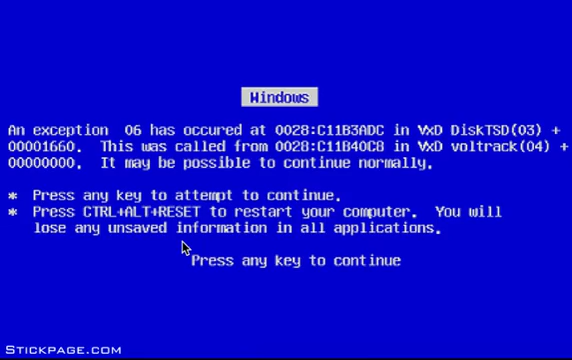 Windows
An exception 06 has occured at 0028:C11B3ADC in VxD DiskTSD(03) +
00001660. This was called from 0028:C11B40C8 in VxD voltrack(04) +
00000000. It may be possible to continue normally.
* Press any key to attempt to continue.
* Press CTRL+ALT+RESET to restart your computer. You will
lose any unsaved information in all applications.
Press any key to continue
STICKPAGE.COM